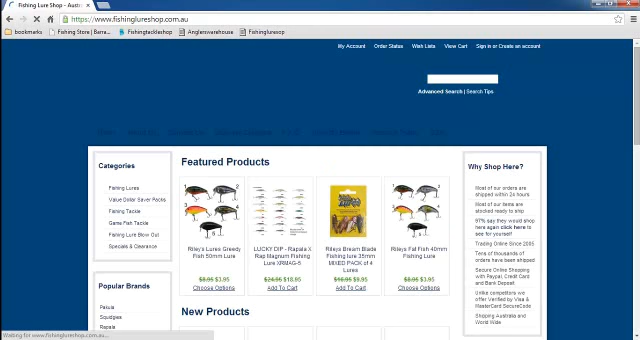 Fishing Lure Shop - Austr
https://www.fishinglureshop.com.au
bookmarks Fishing Store | Barra... Fishingtackleshop Anglerswarehouse Fishinglureshop
My Account Order Status Wish Lists View Cart Sign in or Create an account
Advanced Search | Search Tips
Categories
Fishing Lures
Value Dollar Saver Packs
Fishing Tackle
Game Fish Tackle
Fishing Lure Blow Out
Specials & Clearance
Popular Brands
Pakula
Squidgies
Rapala
Featured Products
Rileys Lures Greedy
Fish 50mm Lure
$8.95 $3.95
Choose Options
LUCKY DIP - Rapala X
Rap Magnum Fishing
Lure XRMAG-5
$24.95 $18.95
Add To Cart
Rileys Bream Blade
Fishing lure 35mm
MIXED PACK of 4
Lures
$16.95 $9.95
Add To Cart
Rileys Fat Fish 40mm
Fishing Lure
$8.95 $3.95
Choose Options
New Products
Why Shop Here?
Most of our orders are
shipped within 24 hours
Most of our items are
stocked ready to ship
97% say they would shop
here again click here to
see for yourself
Trading Online Since 2005
Tens of thousands of
orders have been shipped
Secure Online Shopping
with Paypal, Credit Card
and Bank Deposit
Unlike competitors we
offer Verified by Visa &
MasterCard SecureCode
Shipping Australia and
World Wide
Waiting for www.fishinglureshop.com.au...